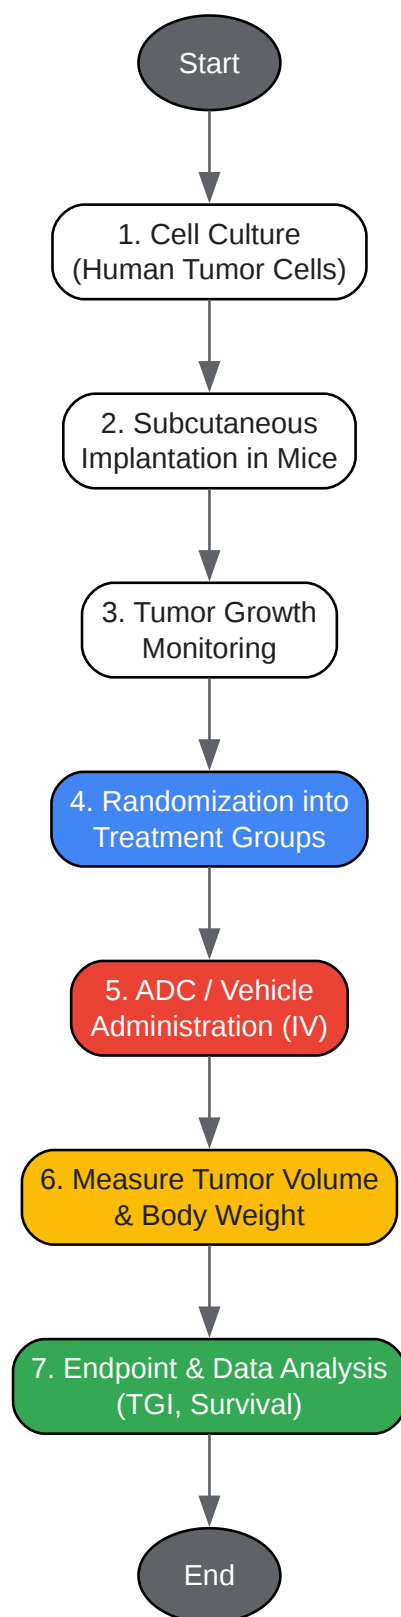 Start
1. Cell Culture
(Human Tumor Cells)
2. Subcutaneous
Implantation in Mice
3. Tumor Growth
Monitoring
4. Randomization into
Treatment Groups
5. ADC / Vehicle
Administration (IV)
6. Measure Tumor Volume
& Body Weight
7. Endpoint & Data Analysis
(TGI, Survival)
End